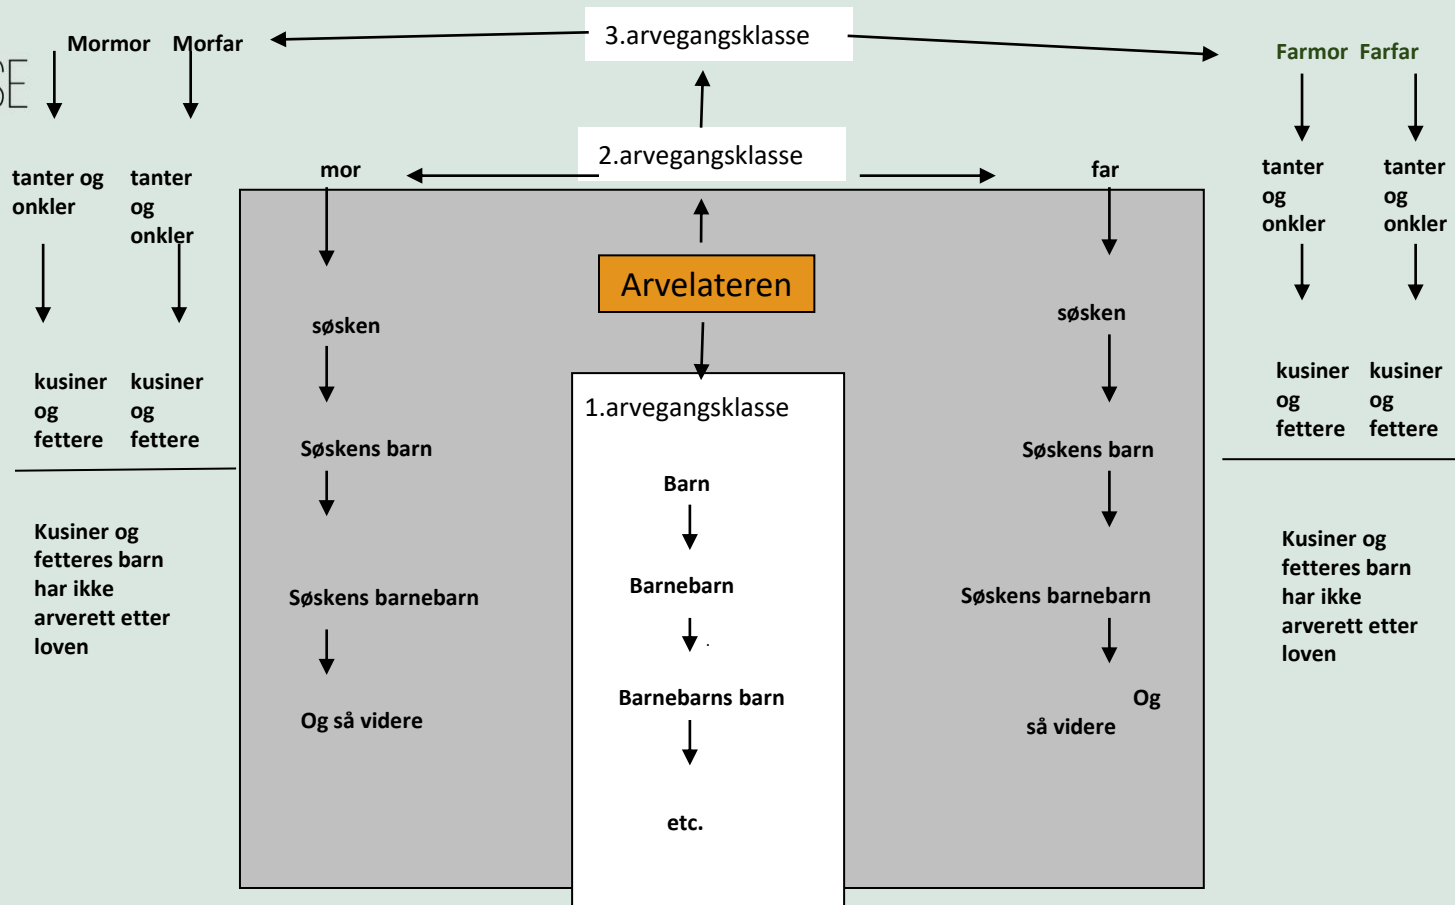 3.arvegangsklasse
Mormor Morfar
Farmor Farfar
SE
2.arvegangsklasse
mor
far
tanter og
onkler
tanter
og
onkler
tanter
og
onkler
tanter
og
onkler
Arvelateren
søsken
søsken
kusiner
og
fettere
kusiner
og
fettere
kusiner
og
fettere
kusiner
og
fettere
1.arvegangsklasse
Søskens barn
Søskens barn
Barn
Kusiner og
fetteres barn
har ikke
arverett etter
loven
Kusiner og
fetteres barn
har ikke
arverett etter
loven
Barnebarn
.
Søskens barnebarn
Søskens barnebarn
Barnebarns barn
Og så videre
Og
så videre
etc.